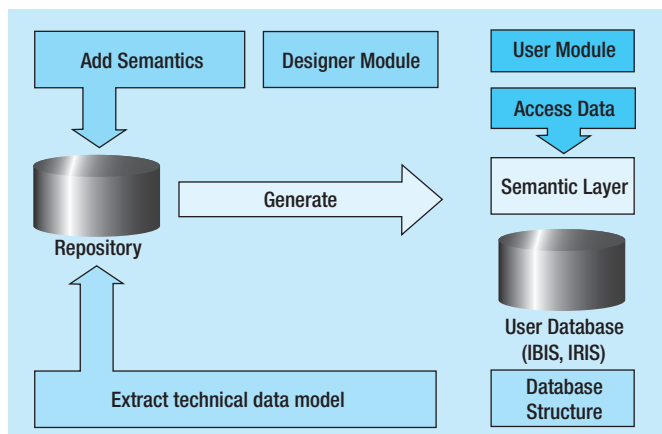 Add Semantics
Designer Module
User Module
Access Data
Semantic Layer
Generate
Repository
User Database
(IBIS, IRIS)
Extract technical data model
Database
Structure